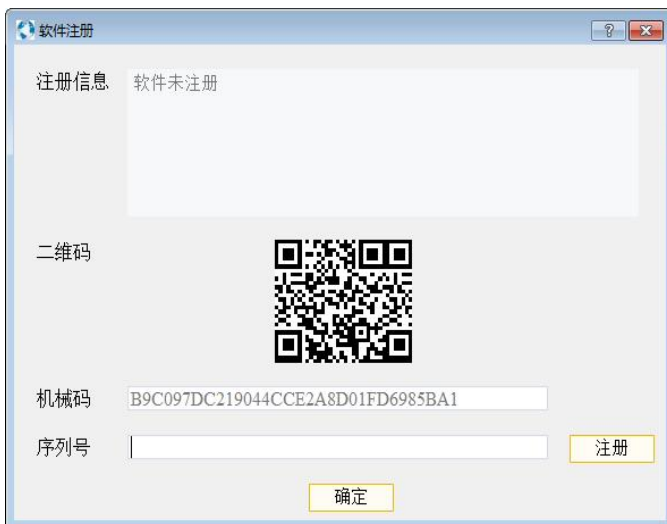 软件注册
注册信息
软件未注册
二维码
机械码
B9C097DC219044CCE2A8D01FD6985BA1
序列号
注册
确定